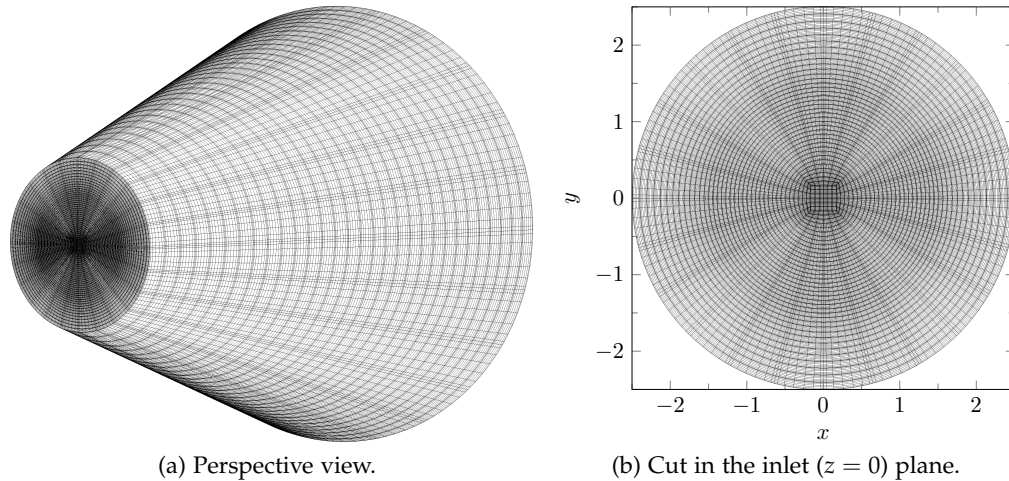 2
1
0
−1
−2
y
−2 −1 0 1 2
x
(a) Perspective view.
(b) Cut in the inlet (z = 0) plane.